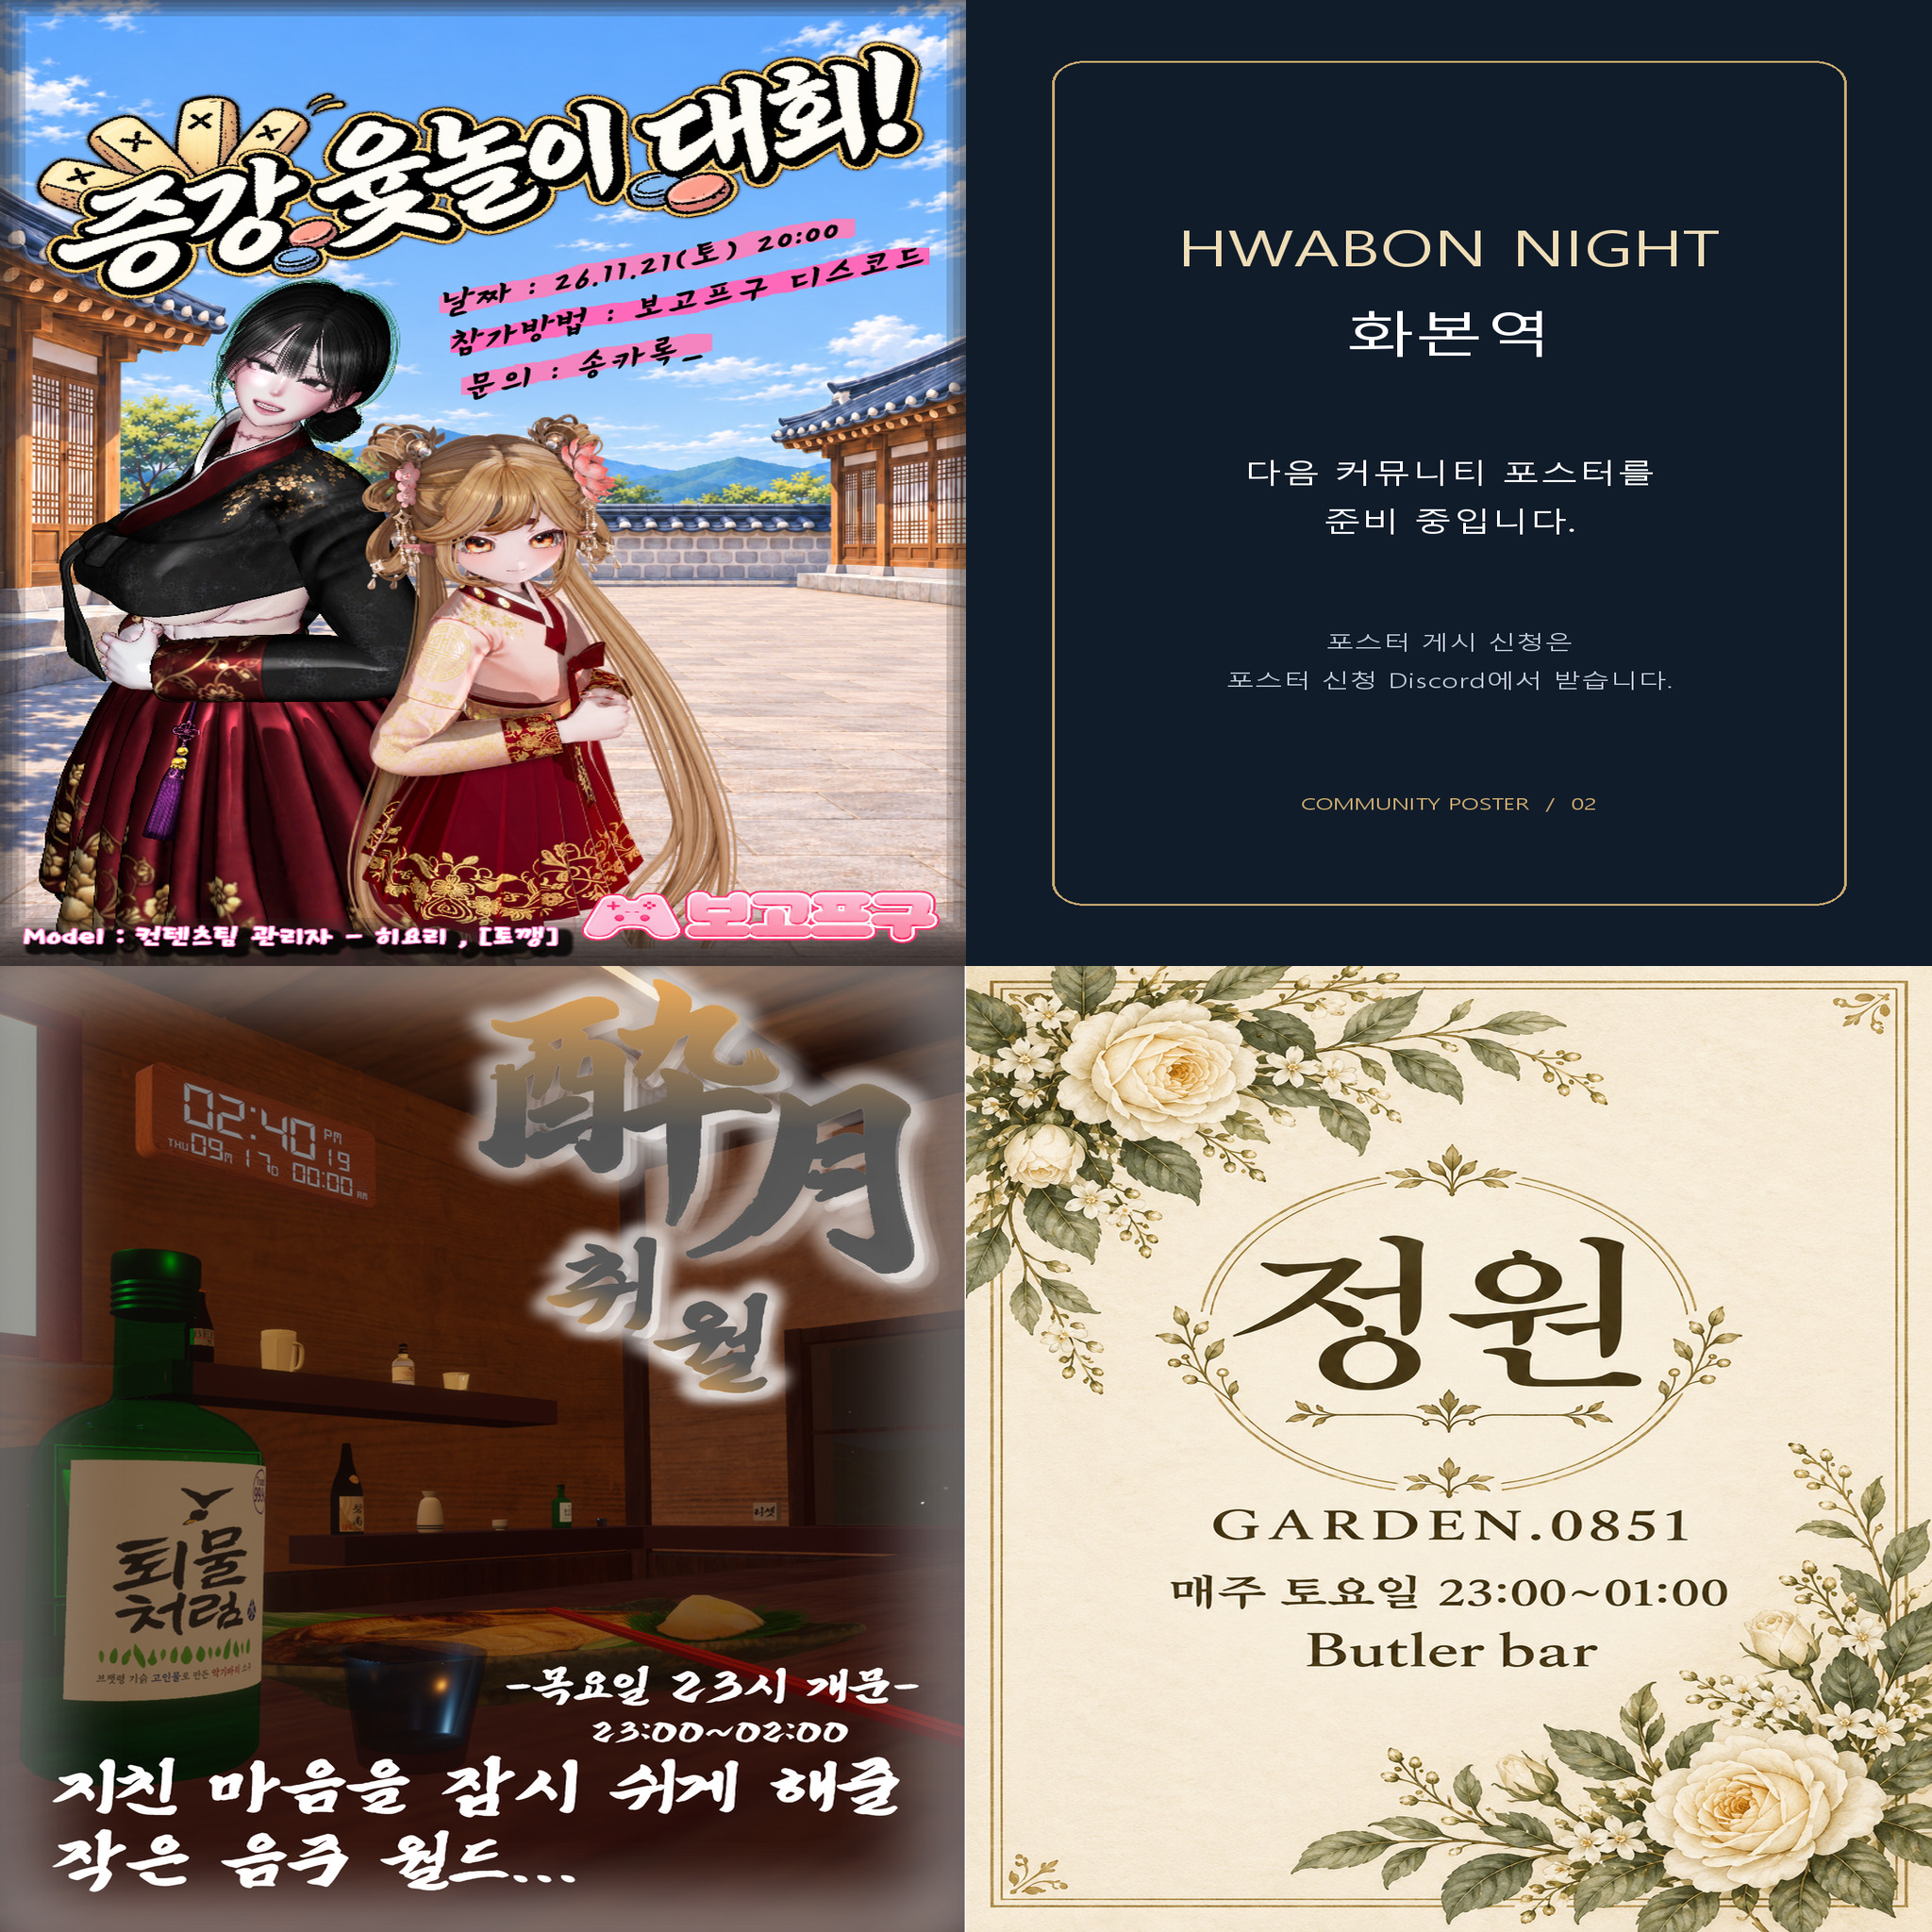 증강 윷놀이 대회!
날짜 : 26.11.21(토) 20:00
참가방법 : 보고프구 디스코드
문의 : 송카록_
Model : 컨텐츠팀 관리자 - 히요리 , [토깽]
보고프구
HWABON NIGHT
화본역
다음 커뮤니티 포스터를
준비 중입니다.
포스터 게시 신청은
포스터 신청 Discord에서 받습니다.
COMMUNITY POSTER / 02
酔月
취월
02:40 PM 19
THU 09M 17D 00:00 AM
퇴물
처럼
-목요일 23시 개문-
23:00~02:00
지친 마음을 잠시 쉬게 해줄
작은 음주 월드...
정원
GARDEN.0851
매주 토요일 23:00~01:00
Butler bar